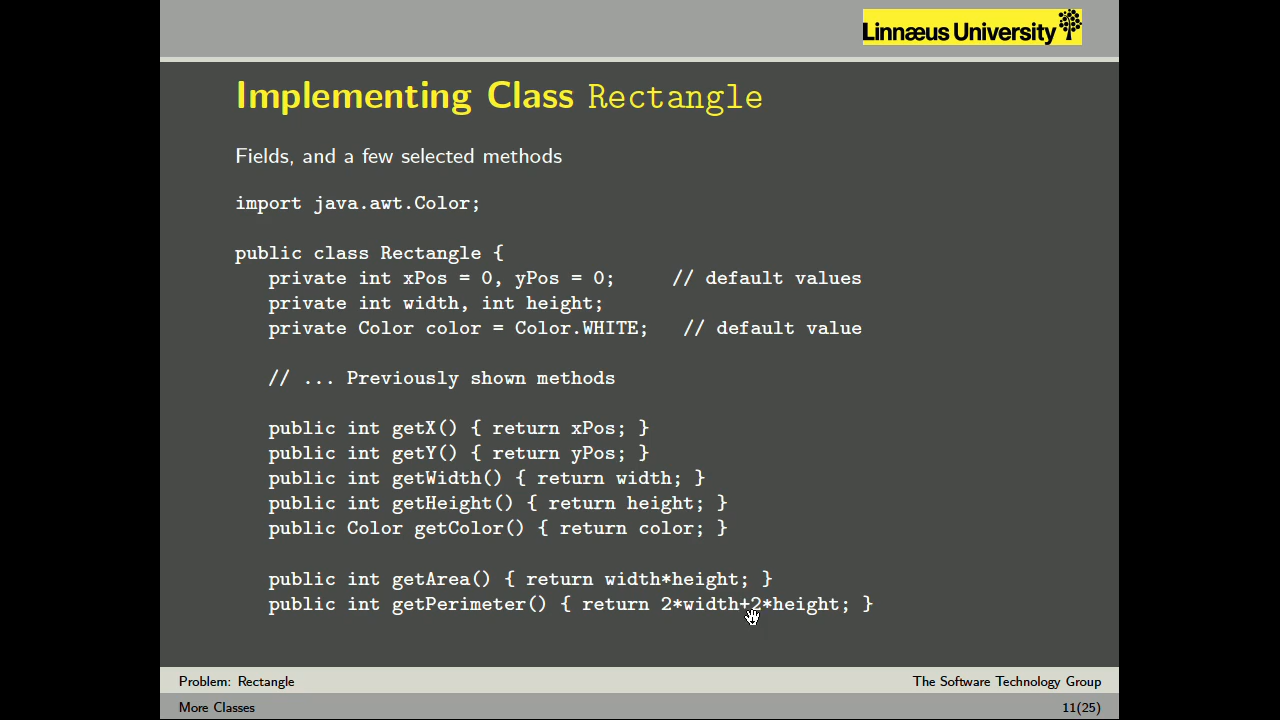 Linnæus University
Implementing Class Rectangle
Fields, and a few selected methods
import java.awt.Color;
public class Rectangle {
private int xPos = 0, yPos = 0; // default values
private int width, int height;
private Color color = Color.WHITE; // default value
// ... Previously shown methods
public int getX() { return xPos; }
public int getY() { return yPos; }
public int getWidth() { return width; }
public int getHeight() { return height; }
public Color getColor() { return color; }
public int getArea() { return width*height; }
public int getPerimeter() { return 2*width+2*height; }
Problem: Rectangle The Software Technology Group
More Classes 11(25)